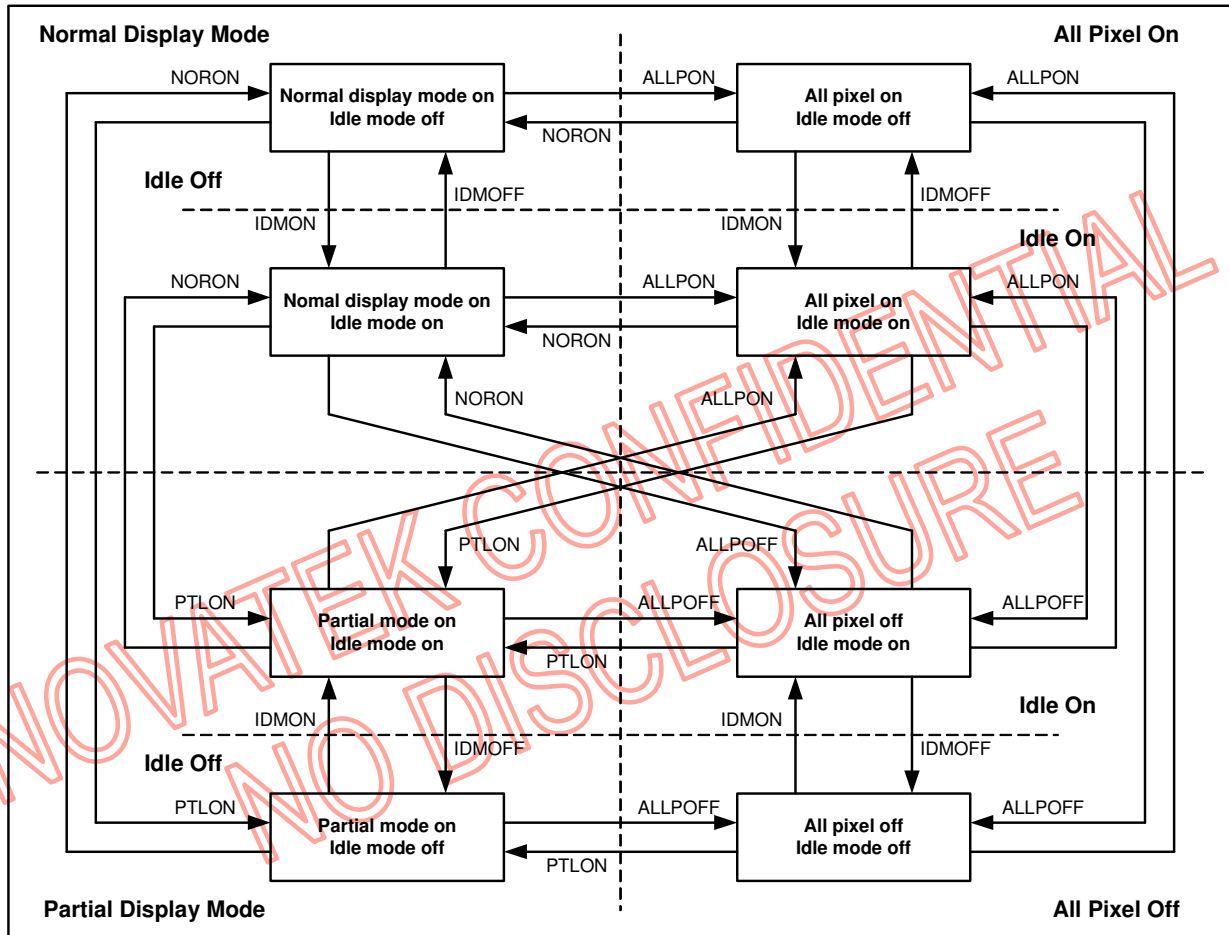 Normal Display Mode
All Pixel On
NORON
ALLPON
ALLPON
Normal display mode on
Idle mode off
All pixel on
Idle mode off
NORON
Idle Off
IDMOFF
IDMOFF
IDMON
IDMON
Idle On
NORON
ALLPON
ALLPON
Nomal display mode on
Idle mode on
All pixel on
Idle mode on
NORON
NORON
ALLPON
NOVATEK CONFIDENTIAL
NO DISCLOSURE
PTLON
ALLPOFF
PTLON
ALLPOFF
ALLPOFF
Partial mode on
Idle mode on
All pixel off
Idle mode on
PTLON
Idle On
IDMON
IDMON
IDMOFF
IDMOFF
Idle Off
PTLON
ALLPOFF
ALLPOFF
Partial mode on
Idle mode off
All pixel off
Idle mode off
PTLON
Partial Display Mode
All Pixel Off